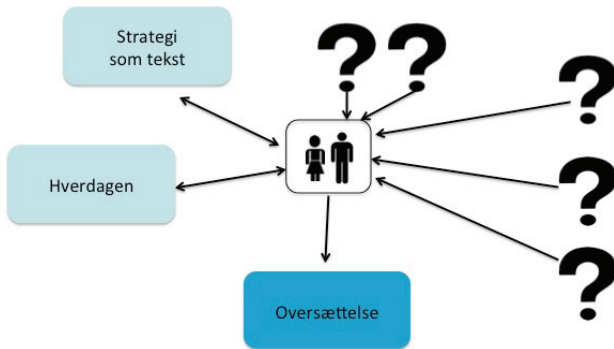 Strategi
som tekst
? ?
?
Hverdagen
?
?
Oversættelse